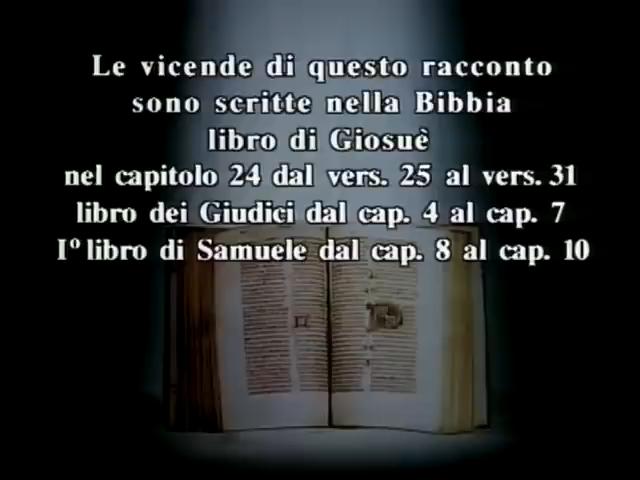 Le vicende di questo racconto
sono scritte nella Bibbia
libro di Giosuè
nel capitolo 24 dal vers. 25 al vers. 31
libro dei Giudici dal cap. 4 al cap. 7
Iº libro di Samuele dal cap. 8 al cap. 10